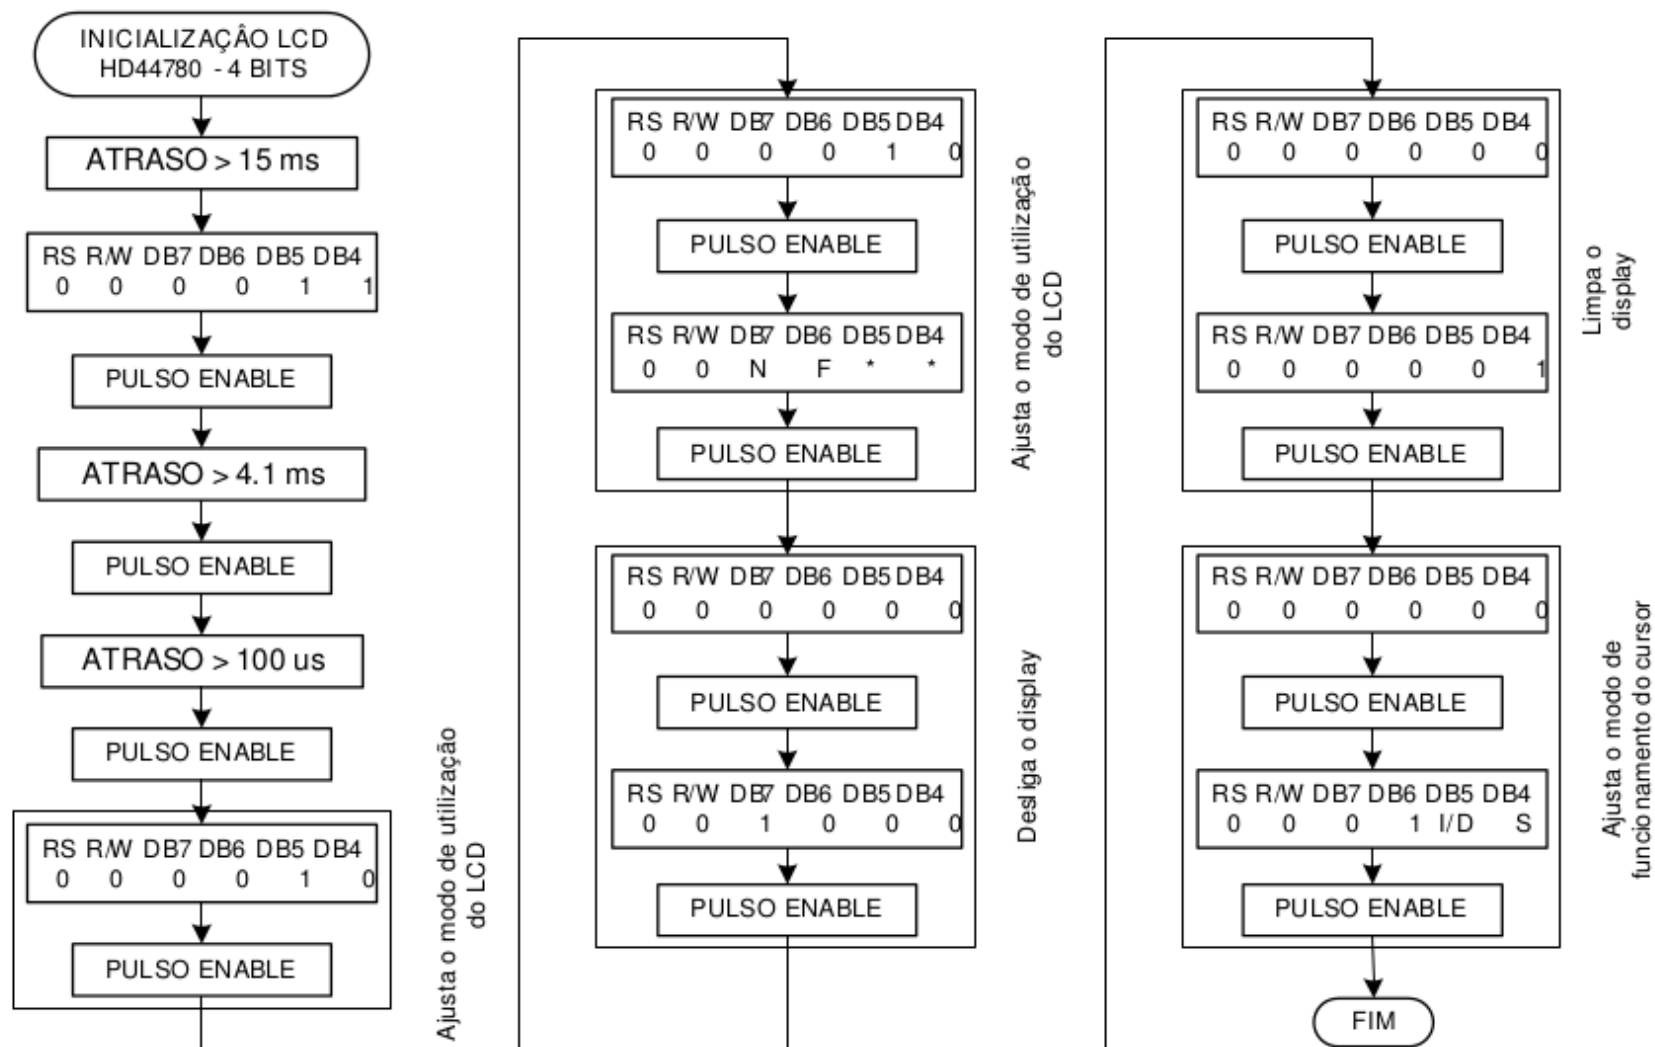 INICIALIZAÇÂO LCD
HD44780 - 4 BITS
ATRASO > 15 ms
RS R/W DB7 DB6 DB5 DB4
0 0 0 0 1 1
PULSO ENABLE
ATRASO > 4.1 ms
PULSO ENABLE
ATRASO > 100 us
PULSO ENABLE
RS R/W DB7 DB6 DB5 DB4
0 0 0 0 1 0
PULSO ENABLE
Ajusta o modo de utilização
do LCD
RS R/W DB7 DB6 DB5 DB4
0 0 0 0 1 0
PULSO ENABLE
RS R/W DB7 DB6 DB5 DB4
0 0 N F * *
PULSO ENABLE
Ajusta o modo de utilização
do LCD
RS R/W DB7 DB6 DB5 DB4
0 0 0 0 0 0
PULSO ENABLE
RS R/W DB7 DB6 DB5 DB4
0 0 1 0 0 0
PULSO ENABLE
Desliga o display
RS R/W DB7 DB6 DB5 DB4
0 0 0 0 0 0
PULSO ENABLE
RS R/W DB7 DB6 DB5 DB4
0 0 0 0 0 1
PULSO ENABLE
Limpa o
display
RS R/W DB7 DB6 DB5 DB4
0 0 0 0 0 0
PULSO ENABLE
RS R/W DB7 DB6 DB5 DB4
0 0 0 1 I/D S
PULSO ENABLE
Ajusta o modo de
funcionamento do cursor
FIM